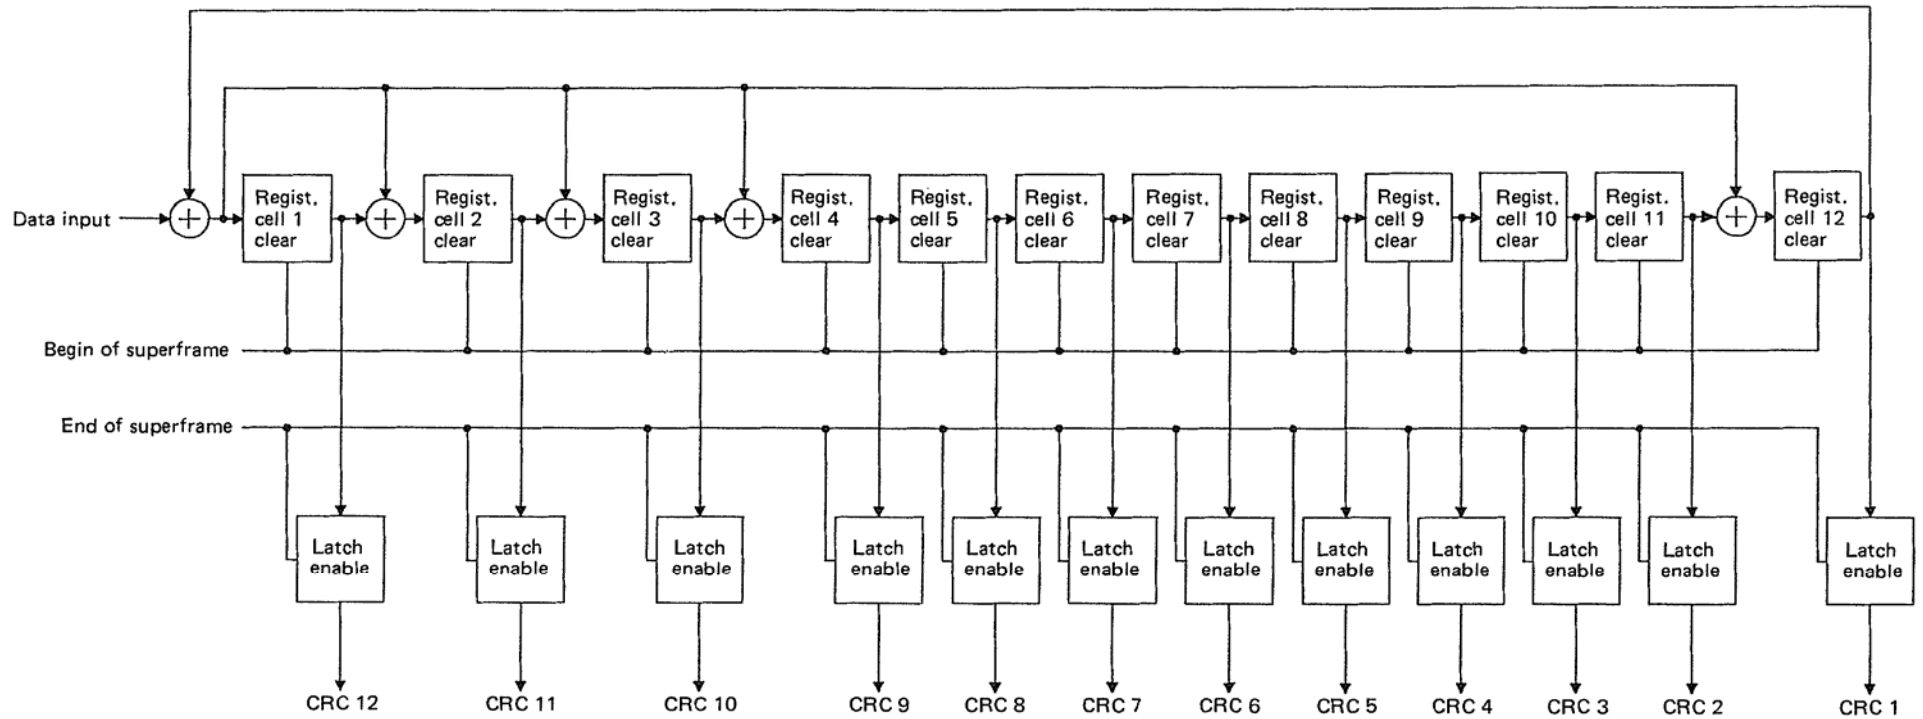 Data input
Regist.
cell 1
clear
Regist.
cell 2
clear
Regist.
cell 3
clear
Regist.
cell 4
clear
Regist.
cell 5
clear
Regist.
cell 6
clear
Regist.
cell 7
clear
Regist.
cell 8
clear
Regist.
cell 9
clear
Regist.
cell 10
clear
Regist.
cell 11
clear
Regist.
cell 12
clear
Begin of superframe
End of superframe
Latch
enable
Latch
enable
Latch
enable
Latch
enable
Latch
enable
Latch
enable
Latch
enable
Latch
enable
Latch
enable
Latch
enable
Latch
enable
Latch
enable
CRC 12
CRC 11
CRC 10
CRC 9
CRC 8
CRC 7
CRC 6
CRC 5
CRC 4
CRC 3
CRC 2
CRC 1